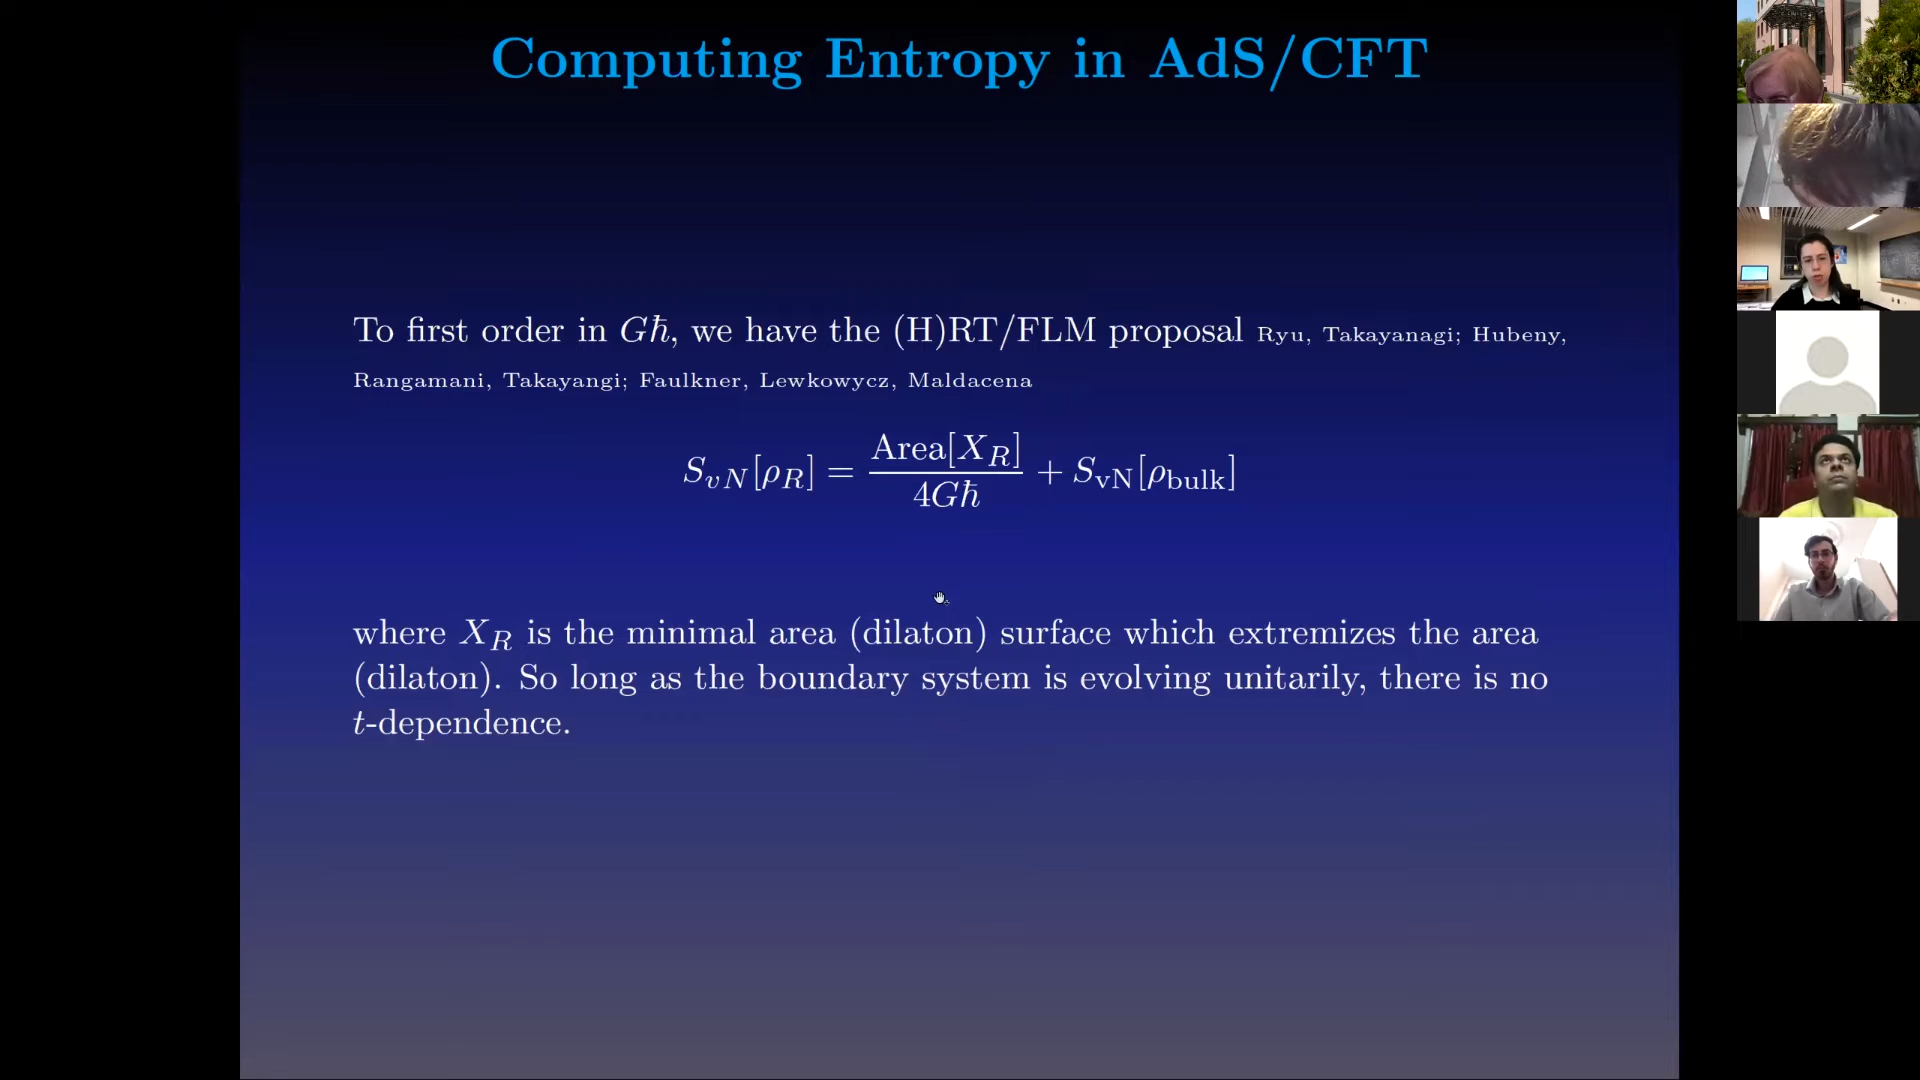 Computing Entropy in AdS/CFT
To first order in Għ, we have the (H)RT/FLM proposal Ryu, Takayanagi; Hubeny,
Rangamani, Takayangi; Faulkner, Lewkowycz, Maldacena
S_{vN}[ρ_R] = \frac{Area[X_R]}{4Għ} + S_{vN}[ρ_{bulk}]
where X_R is the minimal area (dilaton) surface which extremizes the area
(dilaton). So long as the boundary system is evolving unitarily, there is no
t-dependence.